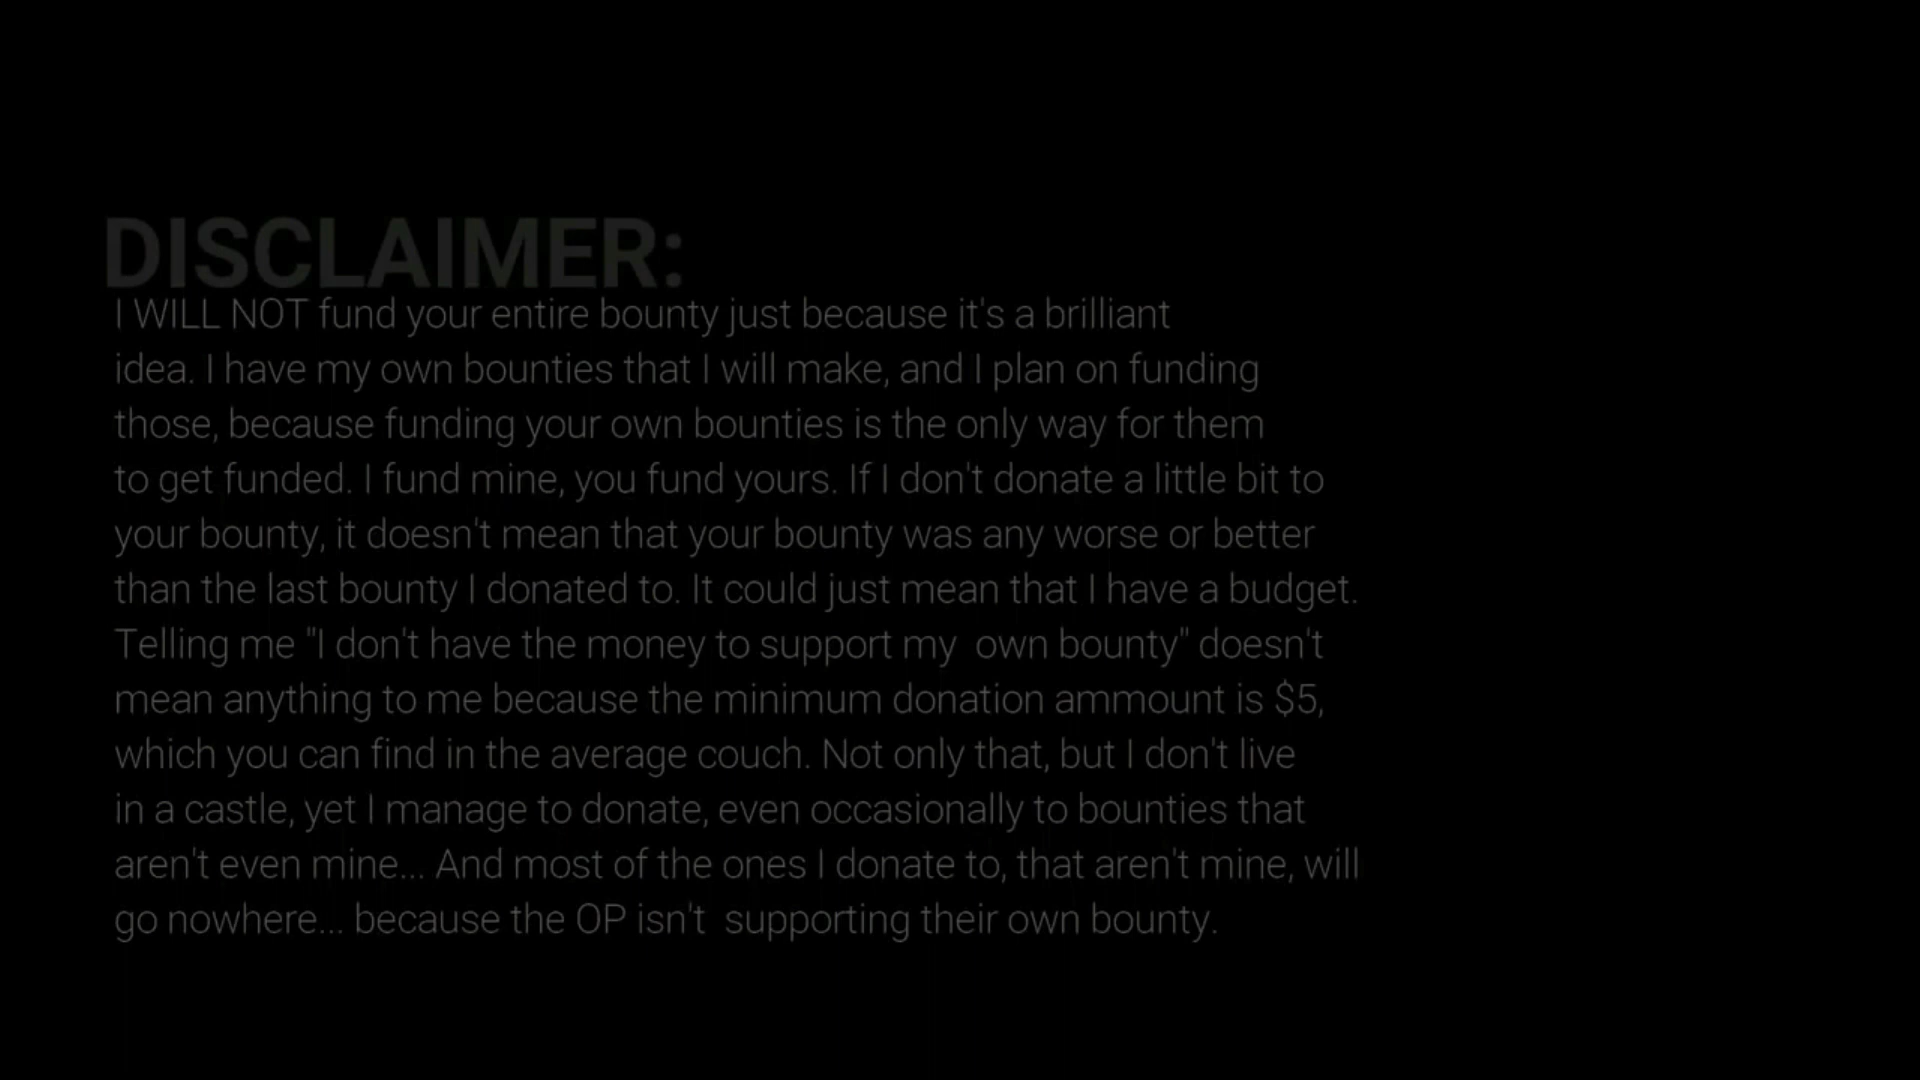 DISCLAIMER:
I WILL NOT fund your entire bounty just because it's a brilliant
idea. I have my own bounties that I will make, and I plan on funding
those, because funding your own bounties is the only way for them
to get funded. I fund mine, you fund yours. If I don't donate a little bit to
your bounty, it doesn't mean that your bounty was any worse or better
than the last bounty I donated to. It could just mean that I have a budget.
Telling me "I don't have the money to support my  own bounty" doesn't
mean anything to me because the minimum donation ammount is $5,
which you can find in the average couch. Not only that, but I don't live
in a castle, yet I manage to donate, even occasionally to bounties that
aren't even mine... And most of the ones I donate to, that aren't mine, will
go nowhere... because the OP isn't  supporting their own bounty.